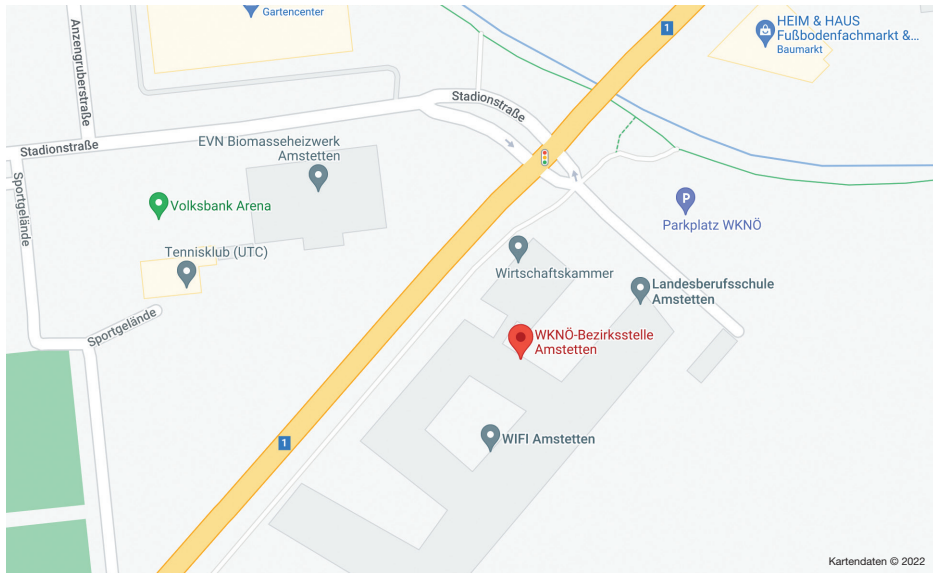 Gartencenter
1
HEIM & HAUS
Fußbodenfachmarkt &...
Baumarkt
Anzengruberstraße
Stadionstraße
Stadionstraße
EVN Biomasseheizwerk
Amstetten
Sportgelände
Volksbank Arena
P
Parkplatz WKNÖ
Tennisklub (UTC)
Wirtschaftskammer
Landesberufsschule
Amstetten
Sportgelände
WKNÖ-Bezirksstelle
Amstetten
1
WIFI Amstetten
Kartendaten © 2022